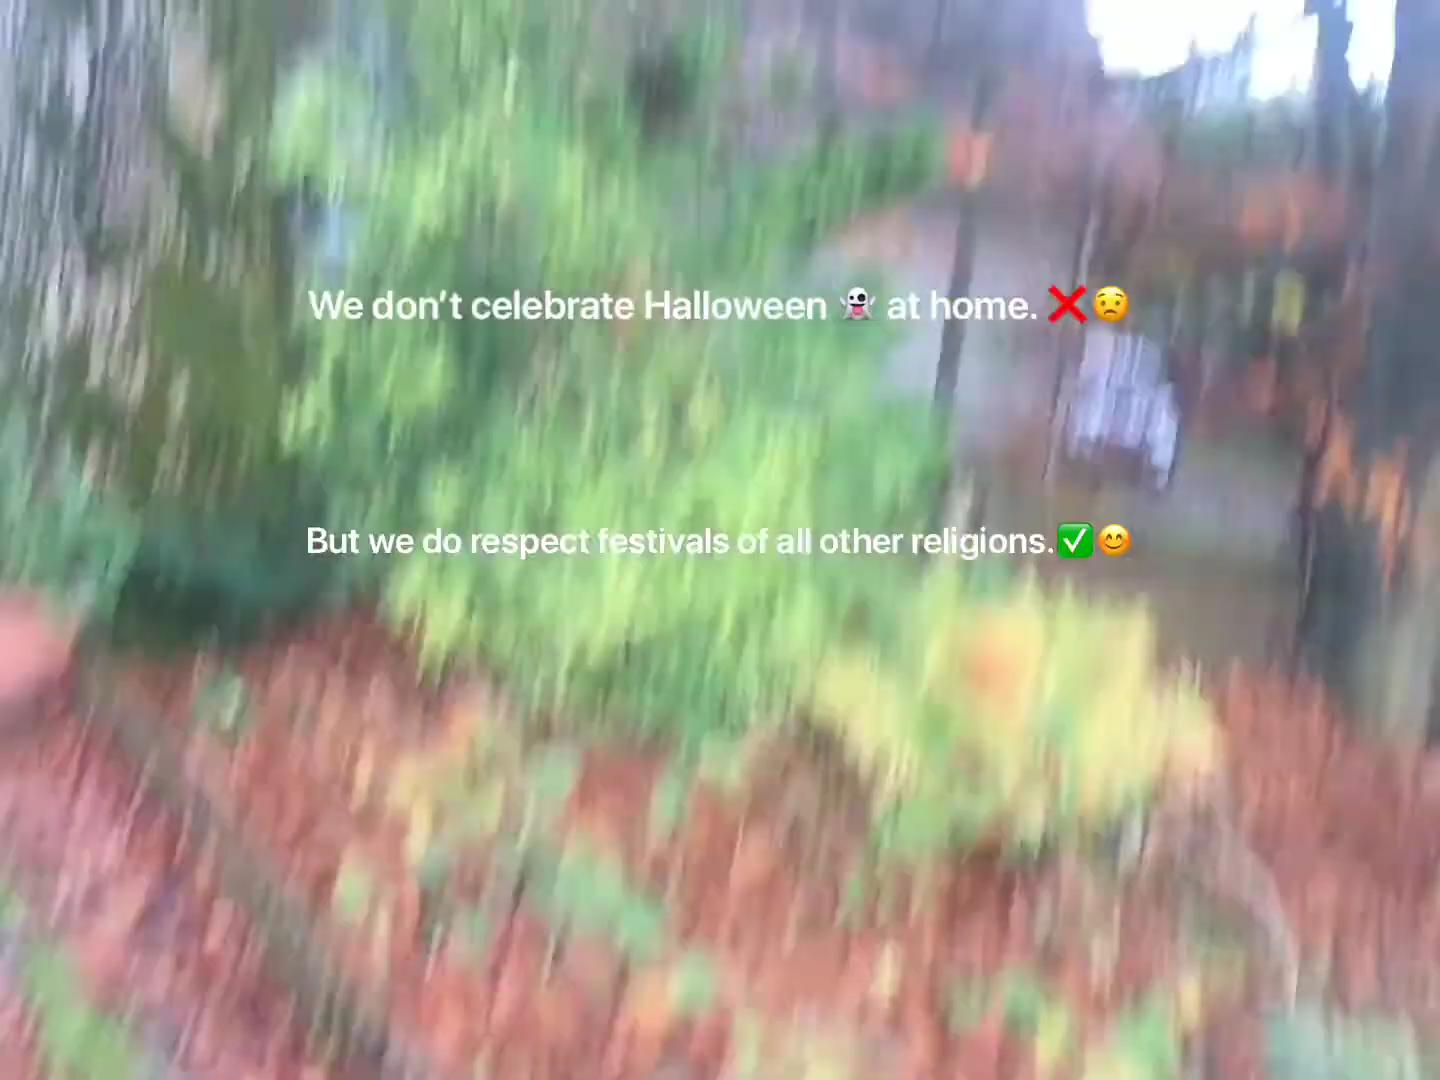 We don’t celebrate Halloween 👻 at home. ❌😟
But we do respect festivals of all other religions.✅😊